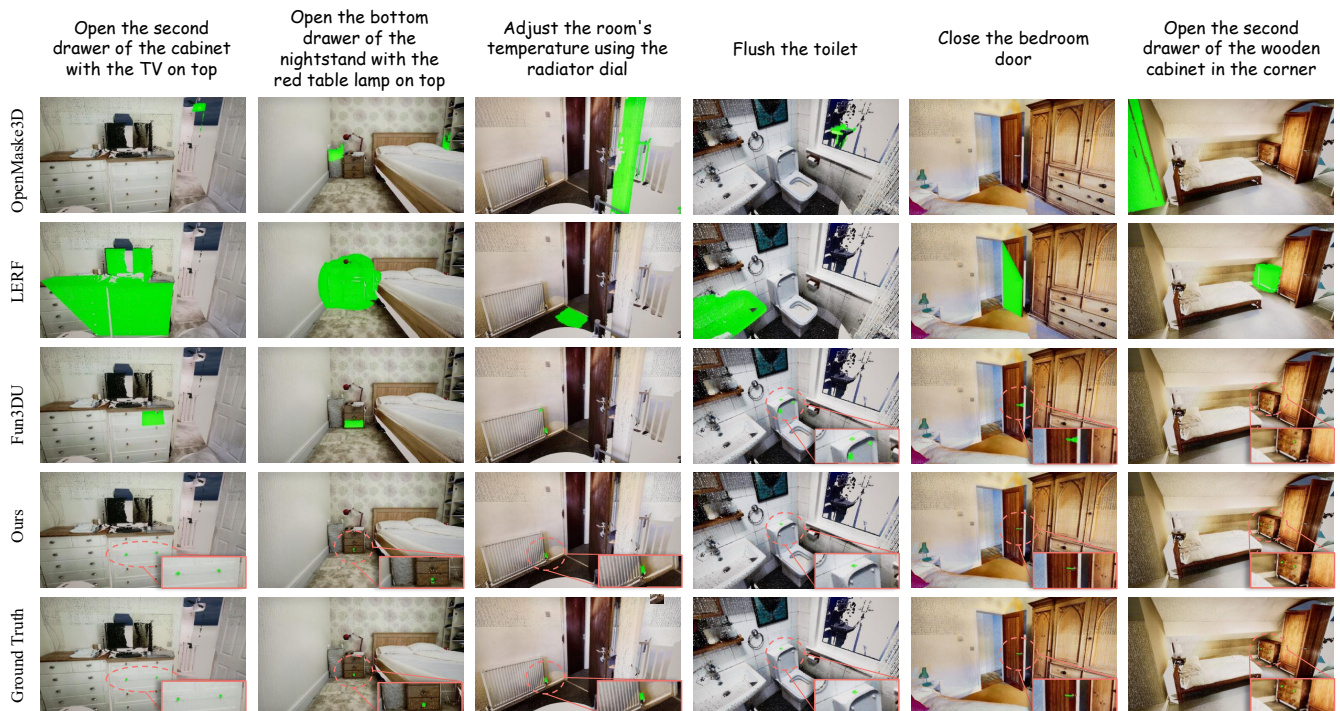 Open the second
drawer of the cabinet
with the TV on top
Open the bottom
drawer of the
nightstand with the
red table lamp on top
Adjust the room's
temperature using the
radiator dial
Flush the toilet
Close the bedroom
door
Open the second
drawer of the wooden
cabinet in the corner
OpenMaske3D
LERF
Fun3DU
Ours
Ground Truth